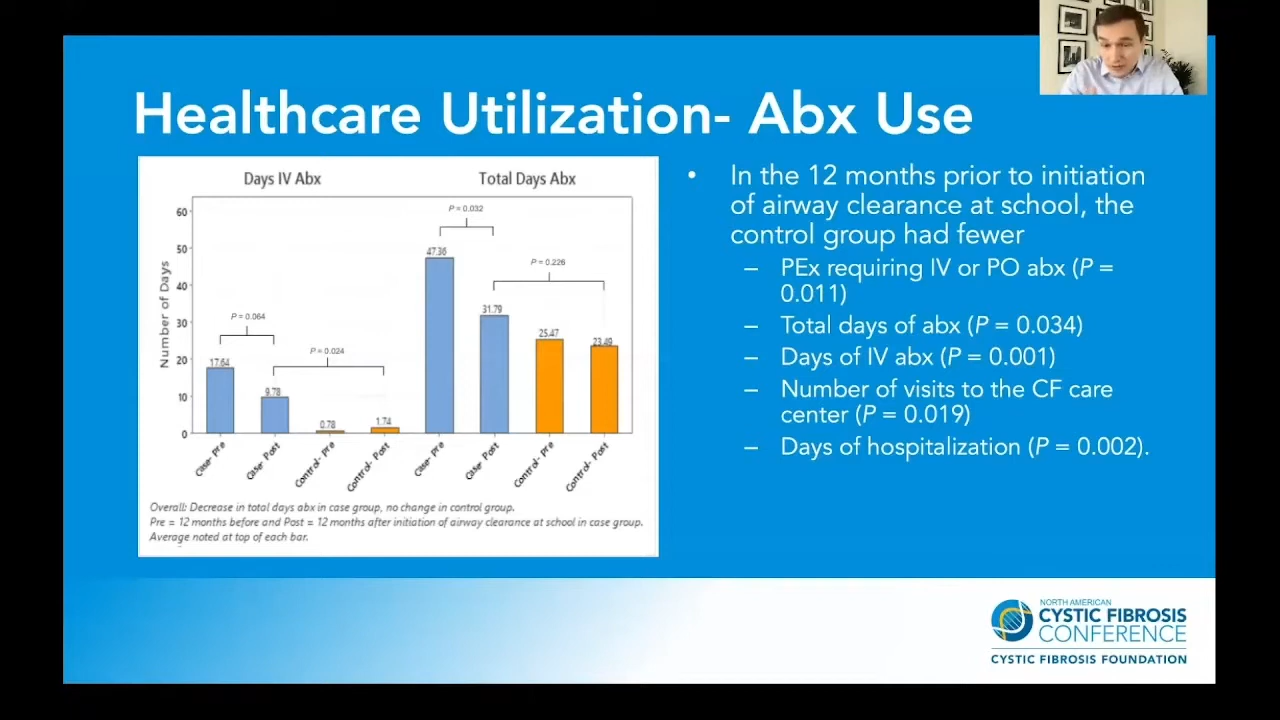 Healthcare Utilization- Abx Use
Days IV Abx
Total Days Abx
Number of Days
60
50
40
30
20
10
0
P = 0.064
P = 0.024
P = 0.032
P = 0.226
17.64
9.78
0.78
1.74
47.36
31.79
25.47
23.49
Case- Pre
Case- Post
Control- Pre
Control- Post
Case- Pre
Case- Post
Control- Pre
Control- Post
Overall: Decrease in total days abx in case group, no change in control group.
Pre = 12 months before and Post = 12 months after initiation of airway clearance at school in case group.
Average noted at top of each bar.
• In the 12 months prior to initiation
of airway clearance at school, the
control group had fewer
– PEx requiring IV or PO abx (P =
0.011)
– Total days of abx (P = 0.034)
– Days of IV abx (P = 0.001)
– Number of visits to the CF care
center (P = 0.019)
– Days of hospitalization (P = 0.002).
NORTH AMERICAN
CYSTIC FIBROSIS
CONFERENCE
CYSTIC FIBROSIS FOUNDATION